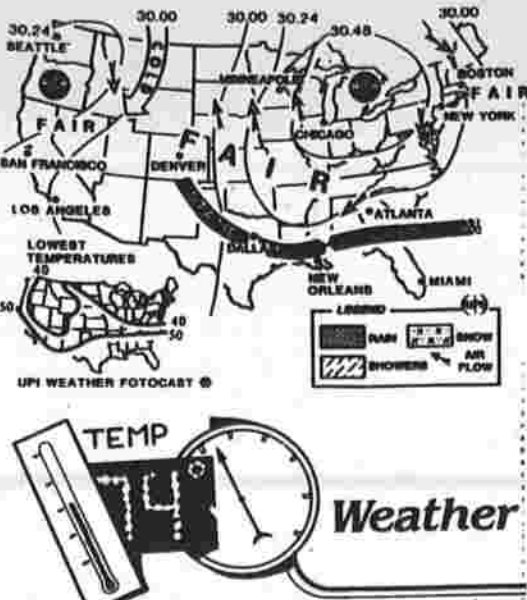 30.00 30.00 30.24 30.48 30.00
30.24
SEATTLE
COLD
MINNEAPOLIS
BOSTON
FAIR
NEW YORK
FAIR
CHICAGO
SAN FRANCISCO
DENVER
FAIR
LOS ANGELES
ATLANTA
DALLAS
NEW ORLEANS
MIAMI
LOWEST
TEMPERATURES
40
50
40
50
UPI WEATHER FOTOCAST ®
LEGEND
UPI
RAIN
SNOW
SHOWERS
AIR
FLOW
TEMP
74
Weather